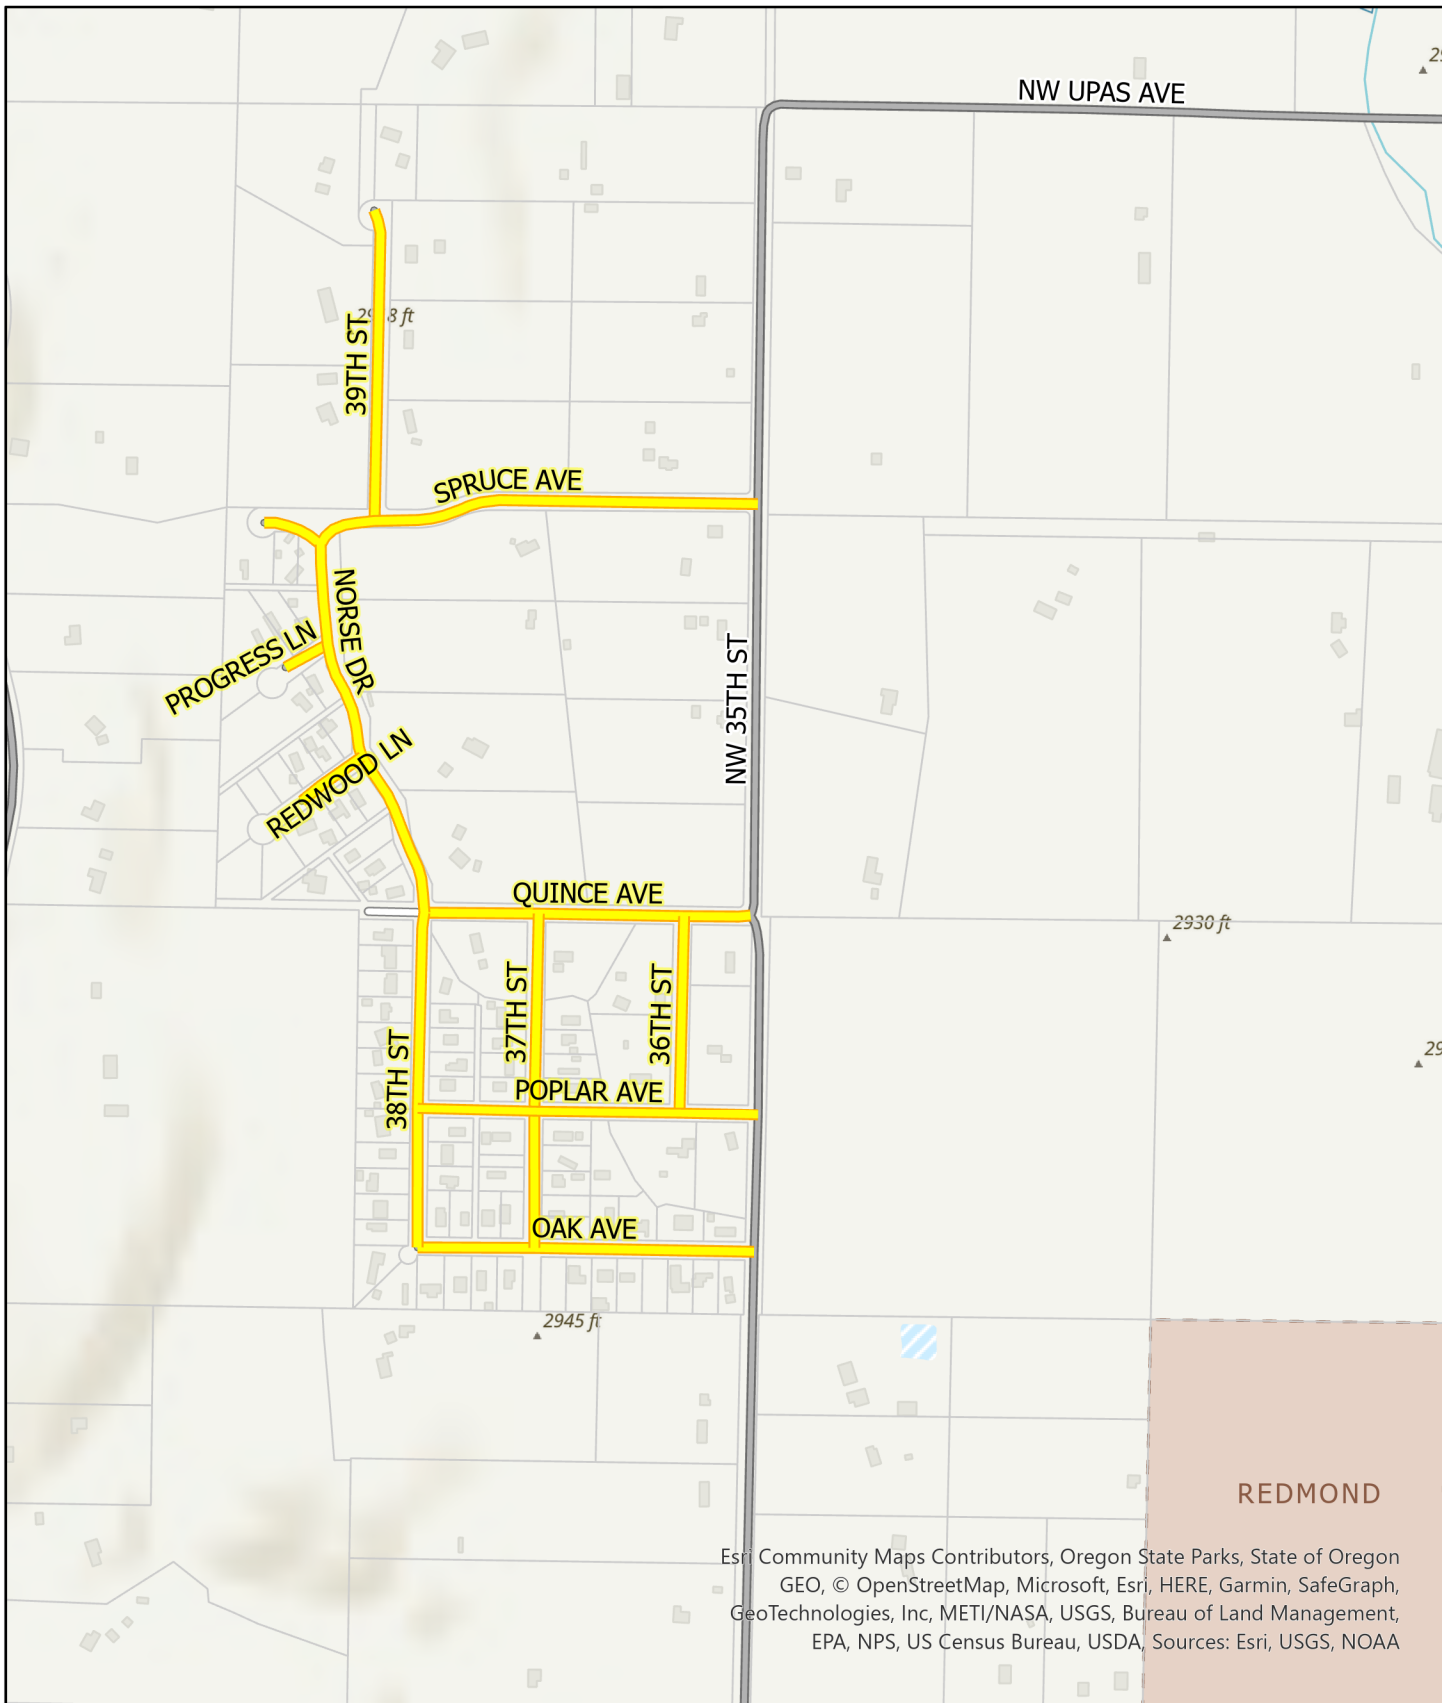 NW UPAS AVE
39TH ST
SPRUCE AVE
NORSE DR
PROGRESS LN
NW 35TH ST
REDWOOD LN
QUINCE AVE
2930 ft
37TH ST
36TH ST
38TH ST
POPLAR AVE
OAK AVE
2945 ft
REDMOND
Esri Community Maps Contributors, Oregon State Parks, State of Oregon
GEO, © OpenStreetMap, Microsoft, Esri, HERE, Garmin, SafeGraph,
GeoTechnologies, Inc, METI/NASA, USGS, Bureau of Land Management,
EPA, NPS, US Census Bureau, USDA, Sources: Esri, USGS, NOAA